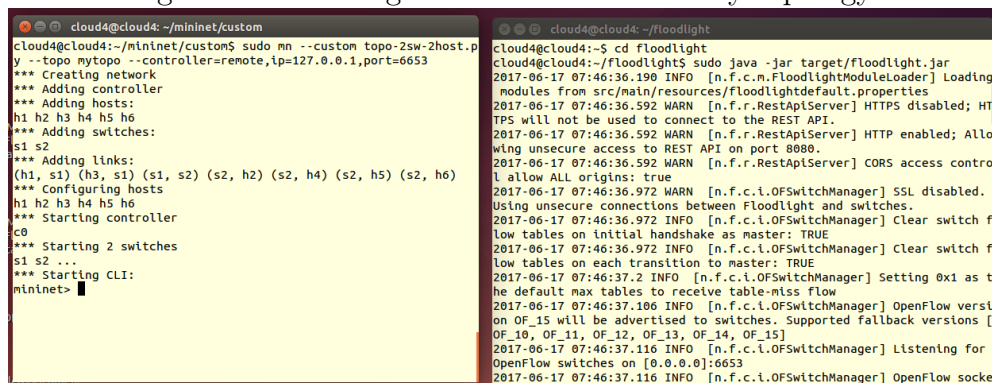 cloud4@cloud4: ~/mininet/custom
cloud4@cloud4:~/mininet/custom$ sudo mn --custom topo-2sw-2host.p
y --topo mytopo --controller=remote,ip=127.0.0.1,port=6653
*** Creating network
*** Adding controller
*** Adding hosts:
h1 h2 h3 h4 h5 h6
*** Adding switches:
s1 s2
*** Adding links:
(h1, s1) (h3, s1) (s1, s2) (s2, h2) (s2, h4) (s2, h5) (s2, h6)
*** Configuring hosts
h1 h2 h3 h4 h5 h6
*** Starting controller
c0
*** Starting 2 switches
s1 s2 ...
*** Starting CLI:
mininet>
cloud4@cloud4: ~/floodlight
cloud4@cloud4:~$ cd floodlight
cloud4@cloud4:~/floodlight$ sudo java -jar target/floodlight.jar
2017-06-17 07:46:36.190 INFO [n.f.c.m.FloodlightModuleLoader] Loading
modules from src/main/resources/floodlightdefault.properties
2017-06-17 07:46:36.592 WARN [n.f.r.RestApiServer] HTTPS disabled; HT
TPS will not be used to connect to the REST API.
2017-06-17 07:46:36.592 WARN [n.f.r.RestApiServer] HTTP enabled; Allo
wing unsecure access to REST API on port 8080.
2017-06-17 07:46:36.592 WARN [n.f.r.RestApiServer] CORS access contro
l allow ALL origins: true
2017-06-17 07:46:36.972 WARN [n.f.c.i.OFSwitchManager] SSL disabled.
Using unsecure connections between Floodlight and switches.
2017-06-17 07:46:36.972 INFO [n.f.c.i.OFSwitchManager] Clear switch f
low tables on initial handshake as master: TRUE
2017-06-17 07:46:36.972 INFO [n.f.c.i.OFSwitchManager] Clear switch f
low tables on each transition to master: TRUE
2017-06-17 07:46:37.2 INFO [n.f.c.i.OFSwitchManager] Setting 0x1 as t
he default max tables to receive table-miss flow
2017-06-17 07:46:37.106 INFO [n.f.c.i.OFSwitchManager] OpenFlow versi
on OF_15 will be advertised to switches. Supported fallback versions [
OF_10, OF_11, OF_12, OF_13, OF_14, OF_15]
2017-06-17 07:46:37.116 INFO [n.f.c.i.OFSwitchManager] Listening for
OpenFlow switches on [0.0.0.0]:6653
2017-06-17 07:46:37.116 INFO [n.f.c.i.OFSwitchManager] OpenFlow socke